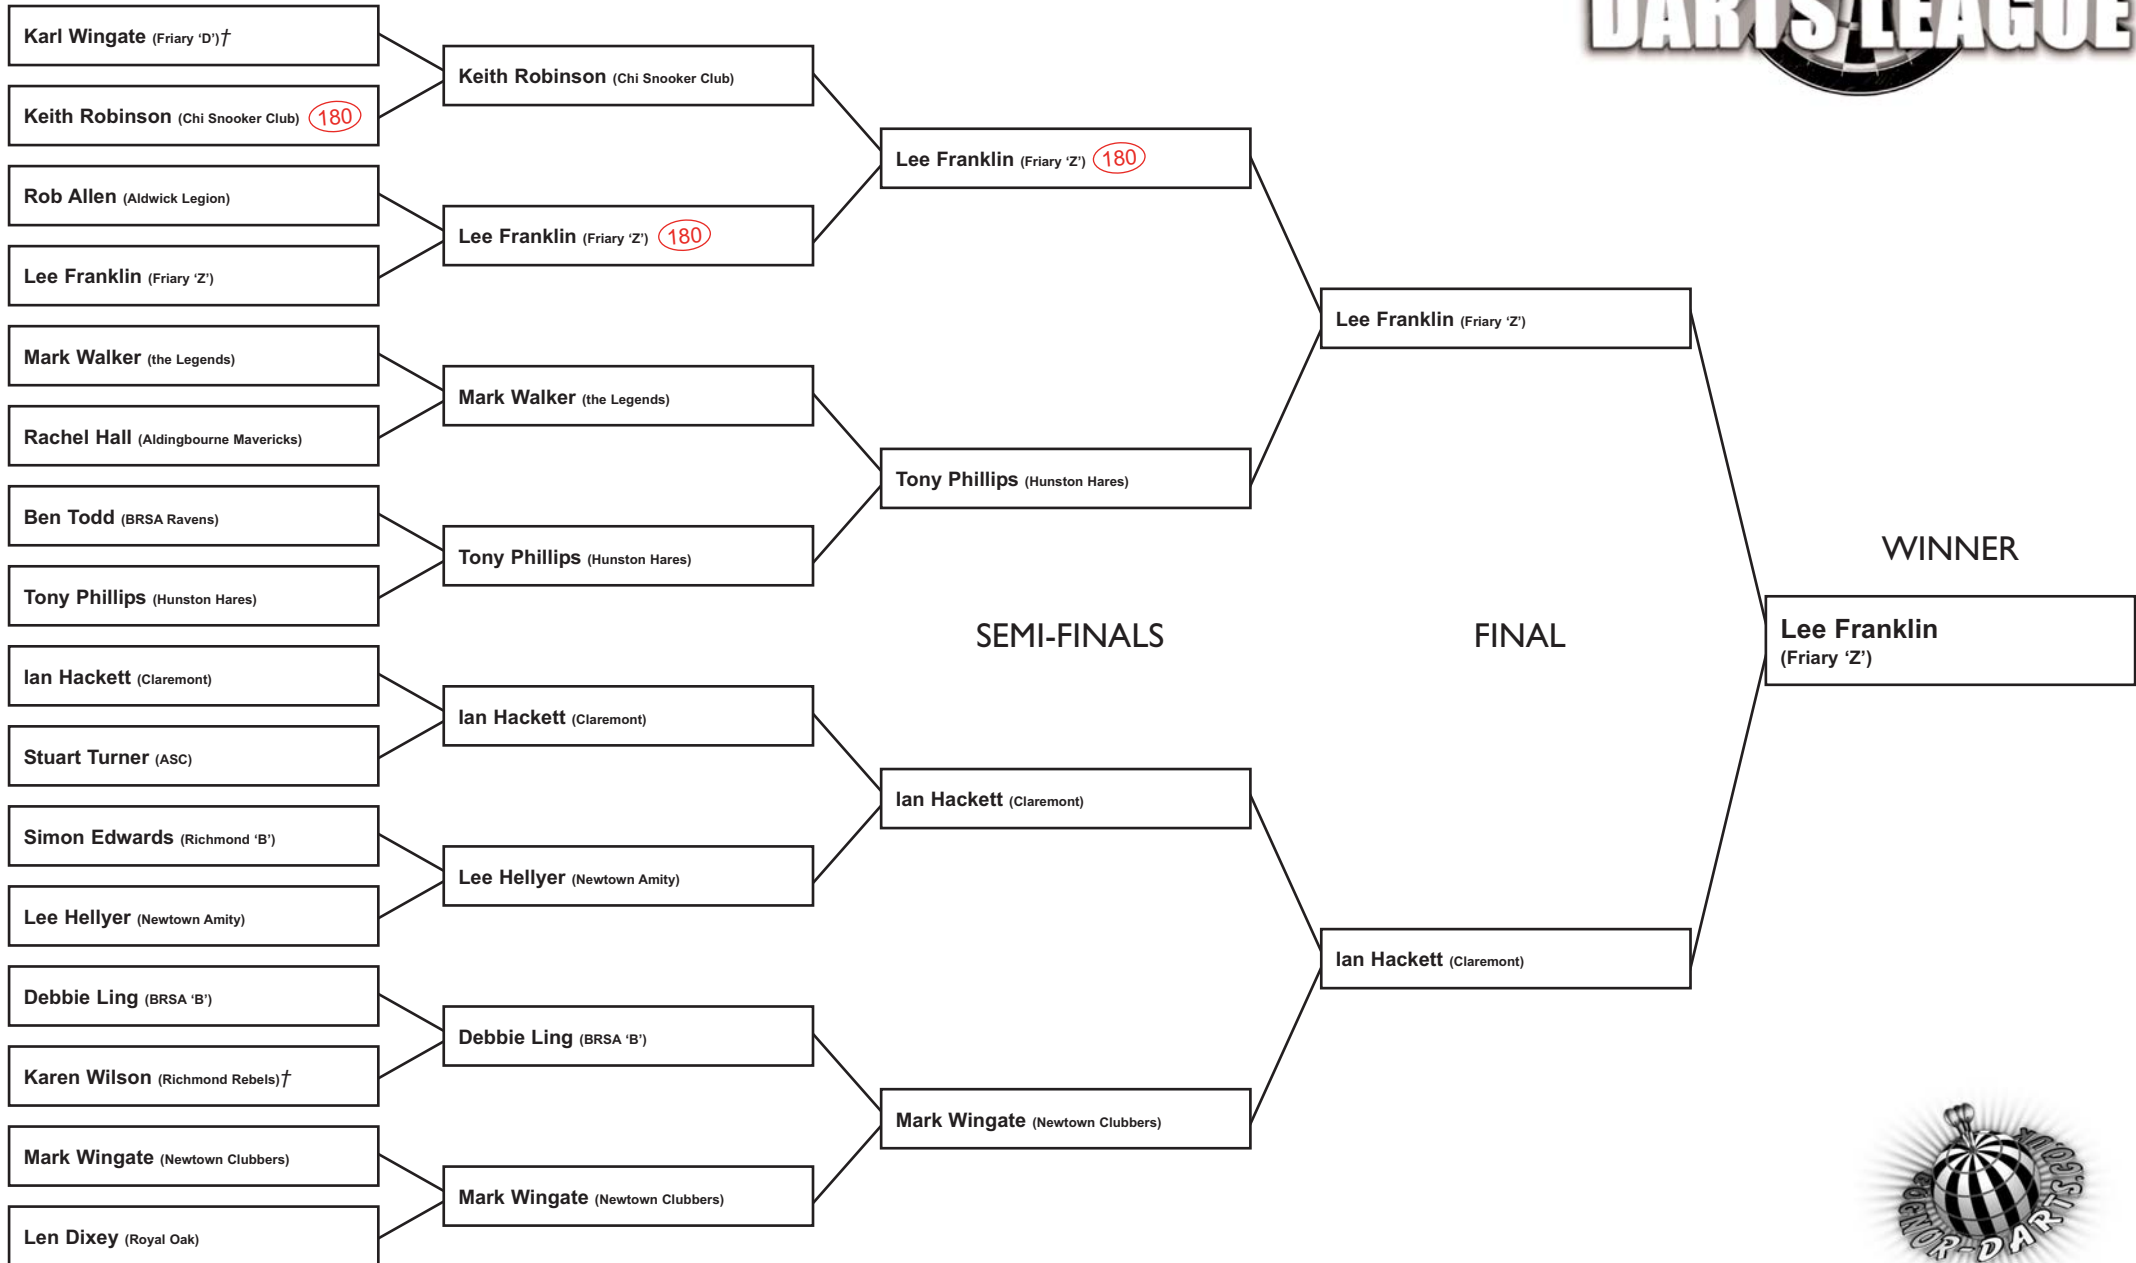 DARTS LEAGUE
Karl Wingate (Friary ‘D’)†
Keith Robinson (Chi Snooker Club) 180
Rob Allen (Aldwick Legion)
Lee Franklin (Friary ‘Z’)
Mark Walker (the Legends)
Rachel Hall (Aldingbourne Mavericks)
Ben Todd (BRSA Ravens)
Tony Phillips (Hunston Hares)
Ian Hackett (Claremont)
Stuart Turner (ASC)
Simon Edwards (Richmond ‘B’)
Lee Hellyer (Newtown Amity)
Debbie Ling (BRSA ‘B’)
Karen Wilson (Richmond Rebels)†
Mark Wingate (Newtown Clubbers)
Len Dixey (Royal Oak)
Keith Robinson (Chi Snooker Club)
Lee Franklin (Friary ‘Z’) 180
Mark Walker (the Legends)
Tony Phillips (Hunston Hares)
Ian Hackett (Claremont)
Lee Hellyer (Newtown Amity)
Debbie Ling (BRSA ‘B’)
Mark Wingate (Newtown Clubbers)
Lee Franklin (Friary ‘Z’) 180
Tony Phillips (Hunston Hares)
SEMI-FINALS
Ian Hackett (Claremont)
Mark Wingate (Newtown Clubbers)
Lee Franklin (Friary ‘Z’)
FINAL
Ian Hackett (Claremont)
WINNER
Lee Franklin
(Friary ‘Z’)
BOGNOR-DARTS.CO.UK